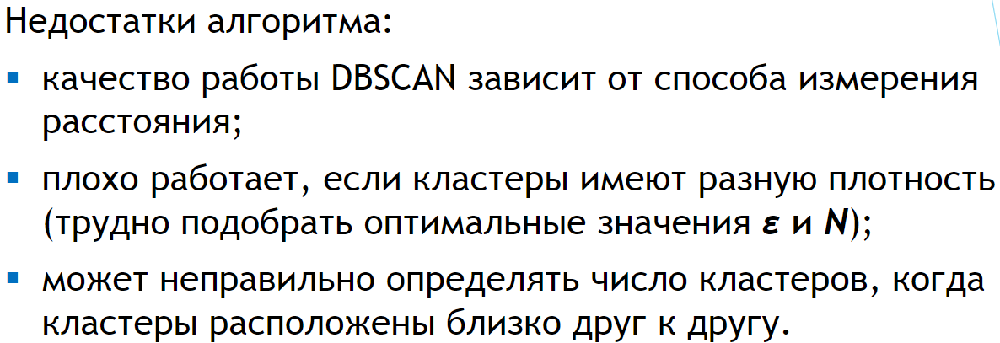 Недостатки алгоритма:
▪ качество работы DBSCAN зависит от способа измерения
расстояния;
▪ плохо работает, если кластеры имеют разную плотность
(трудно подобрать оптимальные значения ε и N);
▪ может неправильно определять число кластеров, когда
кластеры расположены близко друг к другу.